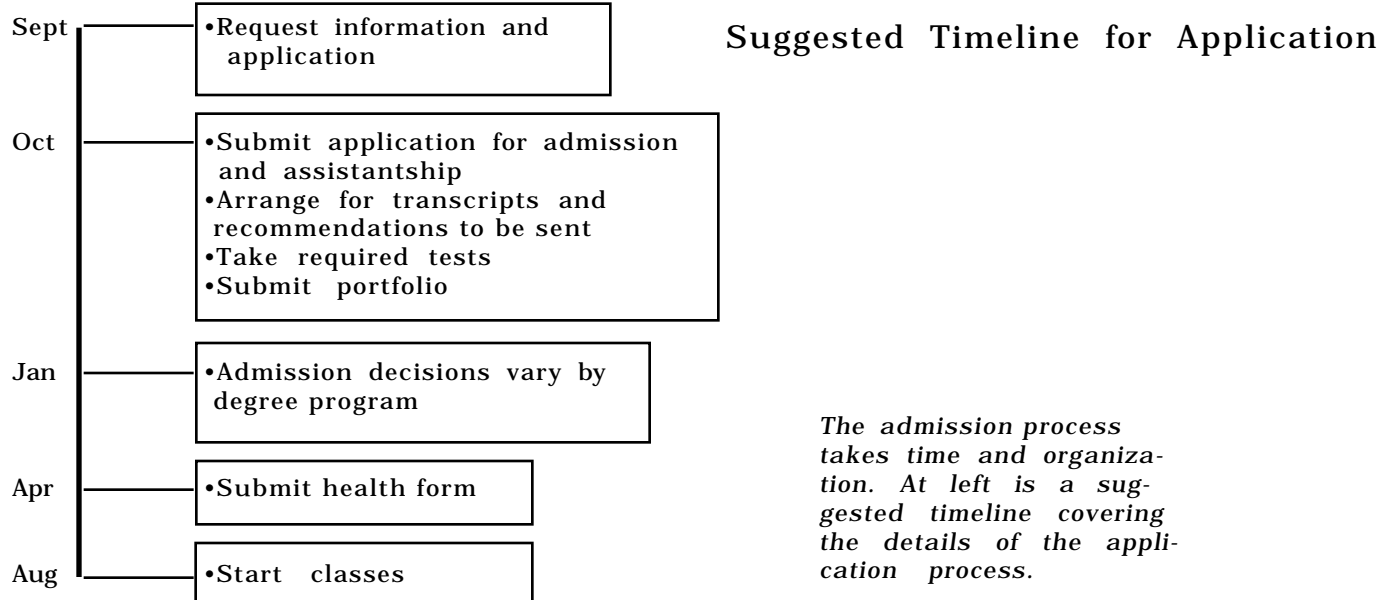 Suggested Timeline for Application
Sept
•Request information and
application
Oct
•Submit application for admission
and assistantship
•Arrange for transcripts and
recommendations to be sent
•Take required tests
•Submit portfolio
Jan
•Admission decisions vary by
degree program
Apr
•Submit health form
Aug
•Start classes
The admission process
takes time and organiza-
tion. At left is a sug-
gested timeline covering
the details of the appli-
cation process.